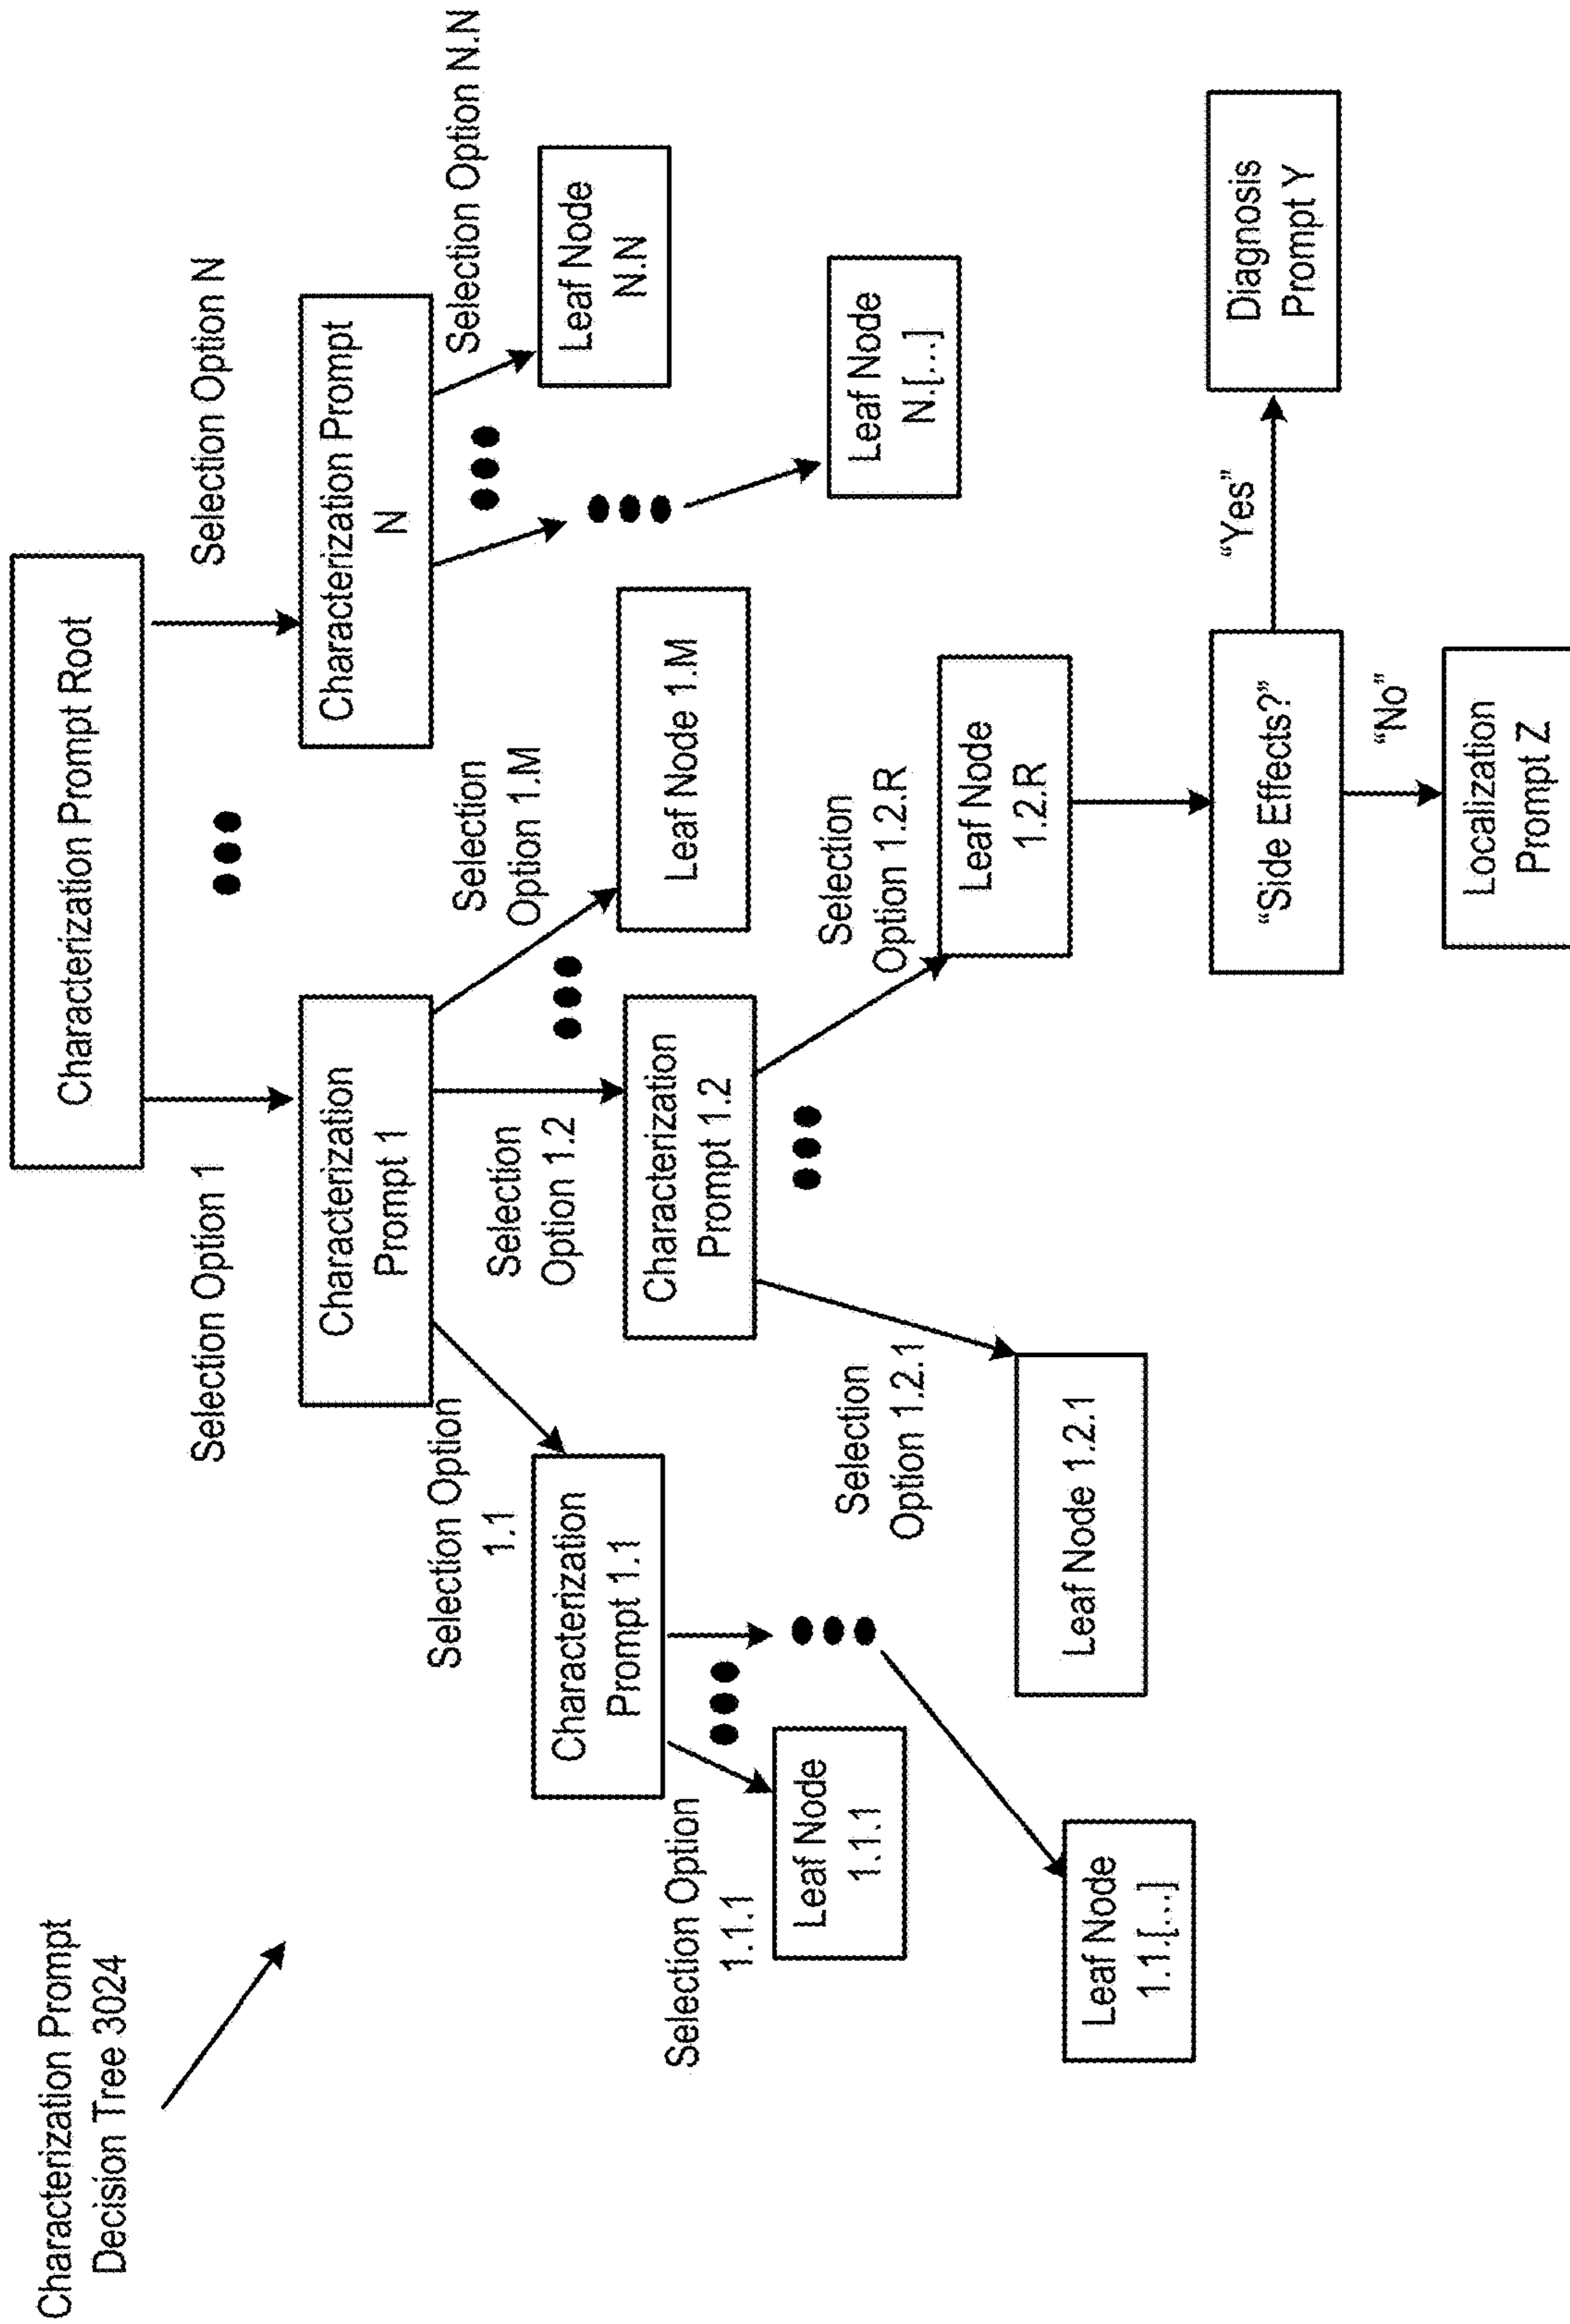 Characterization Prompt
Decision Tree 3024
Characterization Prompt Root
Selection Option 1
Selection Option N
Characterization
Prompt 1
Characterization Prompt
N
Selection Option
1.1
Selection
Option 1.2
Selection
Option 1.M
Selection Option N.N
Characterization
Prompt 1.1
Characterization
Prompt 1.2
Leaf Node 1.M
Leaf Node
N.N
Selection Option
1.1.1
Leaf Node
1.1.1
Selection
Option 1.2.1
Selection
Option 1.2.R
Leaf Node
N.[...]
Leaf Node
1.1.[...]
Leaf Node 1.2.1
Leaf Node
1.2.R
“Side Effects?”
“Yes”
Diagnosis
Prompt Y
“No”
Localization
Prompt Z